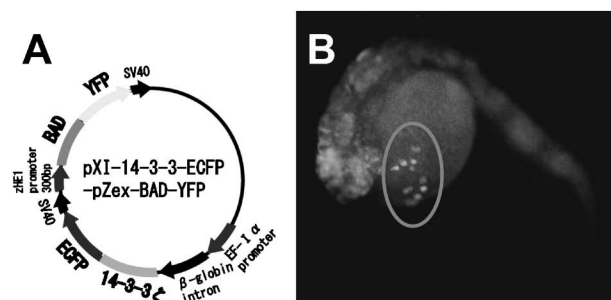 A
B
SV40
YFP
BAD
zHE1
promoter
300bp
SV40
ECFP
14-3-3ζ
β-globin
intron
EF-1α
promoter
pXI-14-3-3-ECFP
-pZex-BAD-YFP